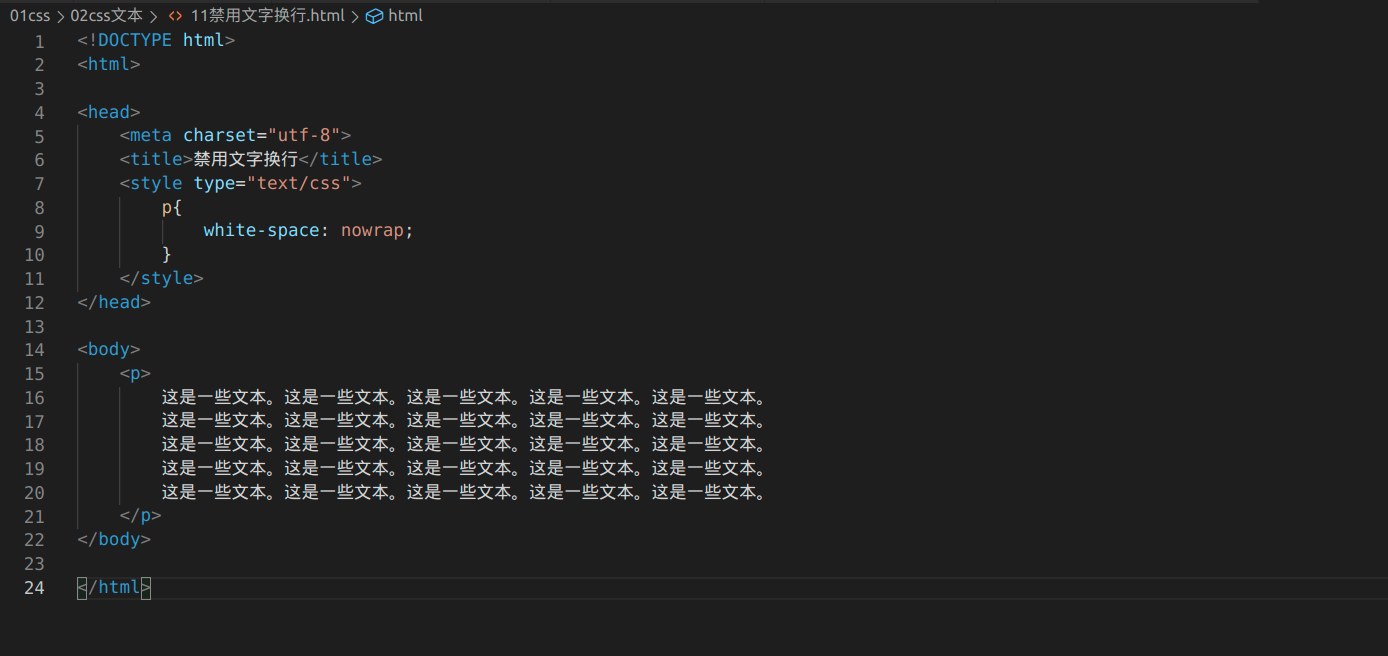 01css > 02css文本 > <> 11禁用文字换行.html > html
1 <!DOCTYPE html>
2 <html>
3
4 <head>
5     <meta charset="utf-8">
6     <title>禁用文字换行</title>
7     <style type="text/css">
8         p{
9             white-space: nowrap;
10         }
11     </style>
12 </head>
13
14 <body>
15     <p>
16         这是一些文本。这是一些文本。这是一些文本。这是一些文本。这是一些文本。
17         这是一些文本。这是一些文本。这是一些文本。这是一些文本。这是一些文本。
18         这是一些文本。这是一些文本。这是一些文本。这是一些文本。这是一些文本。
19         这是一些文本。这是一些文本。这是一些文本。这是一些文本。这是一些文本。
20         这是一些文本。这是一些文本。这是一些文本。这是一些文本。这是一些文本。
21     </p>
22 </body>
23
24 </html>